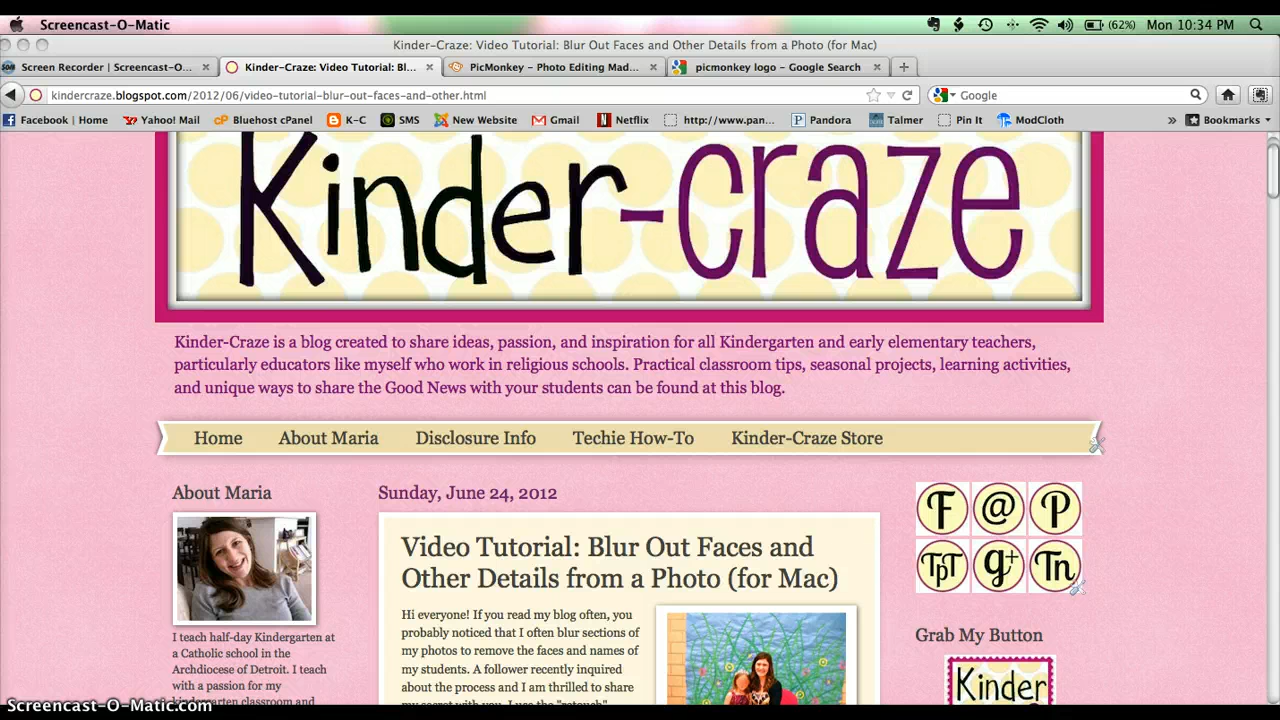 Screencast-O-Matic
(62%) Mon 10:34 PM
Kinder-Craze: Video Tutorial: Blur Out Faces and Other Details from a Photo (for Mac)
Screen Recorder | Screencast-O...
Kinder-Craze: Video Tutorial: Bl...
PicMonkey - Photo Editing Mad...
picmonkey logo - Google Search
kindercraze.blogspot.com/2012/06/video-tutorial-blur-out-faces-and-other.html
Google
Facebook | Home Yahoo! Mail Bluehost cPanel K-C SMS New Website Gmail Netflix http://www.pan... Pandora Talmer Pin It ModCloth » Bookmarks
Kinder-craze
Kinder-Craze is a blog created to share ideas, passion, and inspiration for all Kindergarten and early elementary teachers,
particularly educators like myself who work in religious schools. Practical classroom tips, seasonal projects, learning activities,
and unique ways to share the Good News with your students can be found at this blog.
Home About Maria Disclosure Info Techie How-To Kinder-Craze Store
About Maria
I teach half-day Kindergarten at
a Catholic school in the
Archdiocese of Detroit. I teach
with a passion for my
kindergarten classroom and
Sunday, June 24, 2012
Video Tutorial: Blur Out Faces and
Other Details from a Photo (for Mac)
Hi everyone! If you read my blog often, you
probably noticed that I often blur sections of
my photos to remove the faces and names of
my students. A follower recently inquired
about the process and I am thrilled to share
my secret with you. I use the "retouch"
F @ P
TpT g+ Tn
Grab My Button
Kinder
Screencast-O-Matic.com